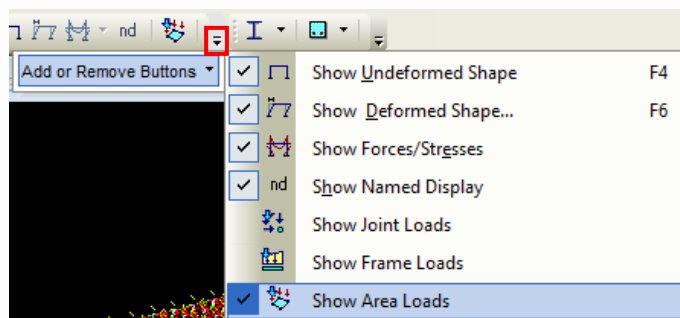 nd
Add or Remove Buttons
Show Undeformed Shape F4
Show Deformed Shape... F6
Show Forces/Stresses
nd Show Named Display
Show Joint Loads
Show Frame Loads
Show Area Loads